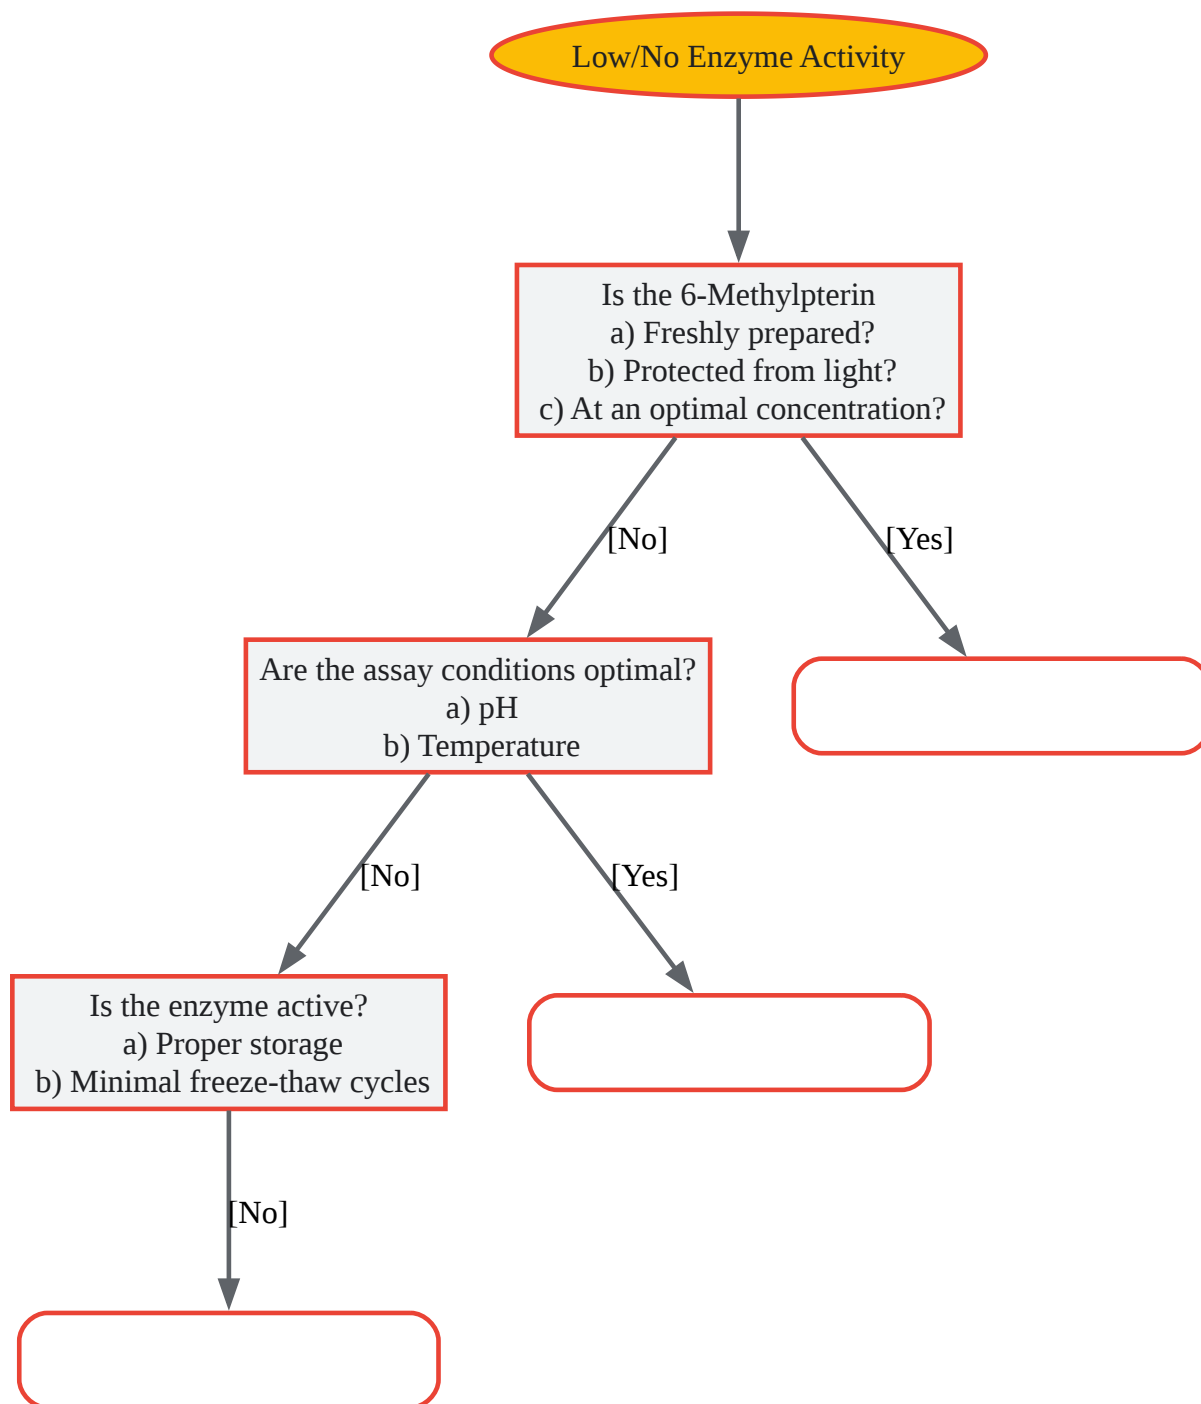 Low/No Enzyme Activity
Is the 6-Methylpterin
a) Freshly prepared?
b) Protected from light?
c) At an optimal concentration?
[No]
[Yes]
Are the assay conditions optimal?
a) pH
b) Temperature
[No]
[Yes]
Is the enzyme active?
a) Proper storage
b) Minimal freeze-thaw cycles
[No]